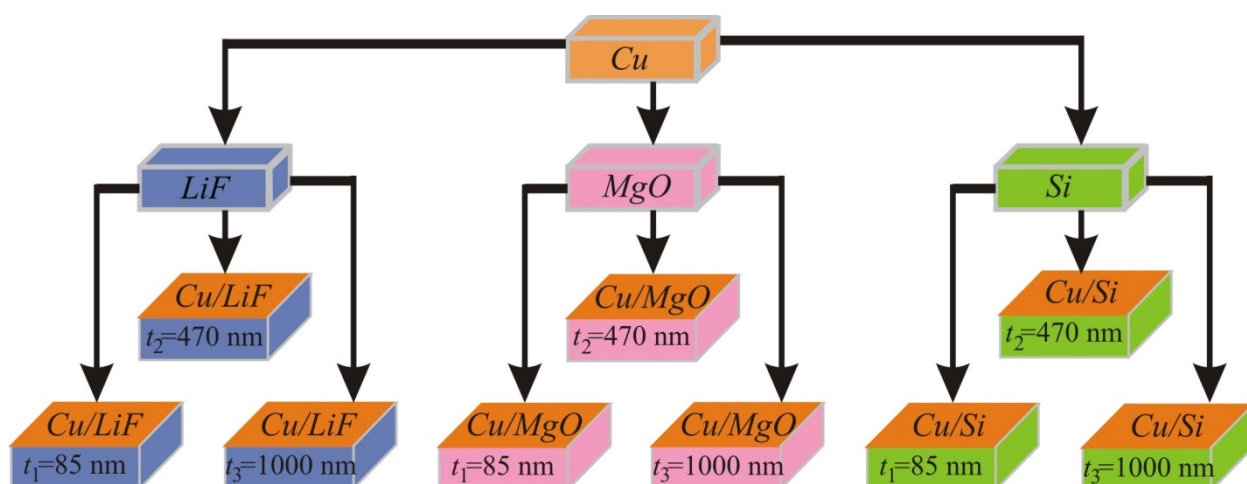 Cu
LiF
MgO
Si
Cu/LiF
t₂=470 nm
Cu/MgO
t₂=470 nm
Cu/Si
t₂=470 nm
Cu/LiF
t₁=85 nm
Cu/LiF
t₃=1000 nm
Cu/MgO
t₁=85 nm
Cu/MgO
t₃=1000 nm
Cu/Si
t₁=85 nm
Cu/Si
t₃=1000 nm